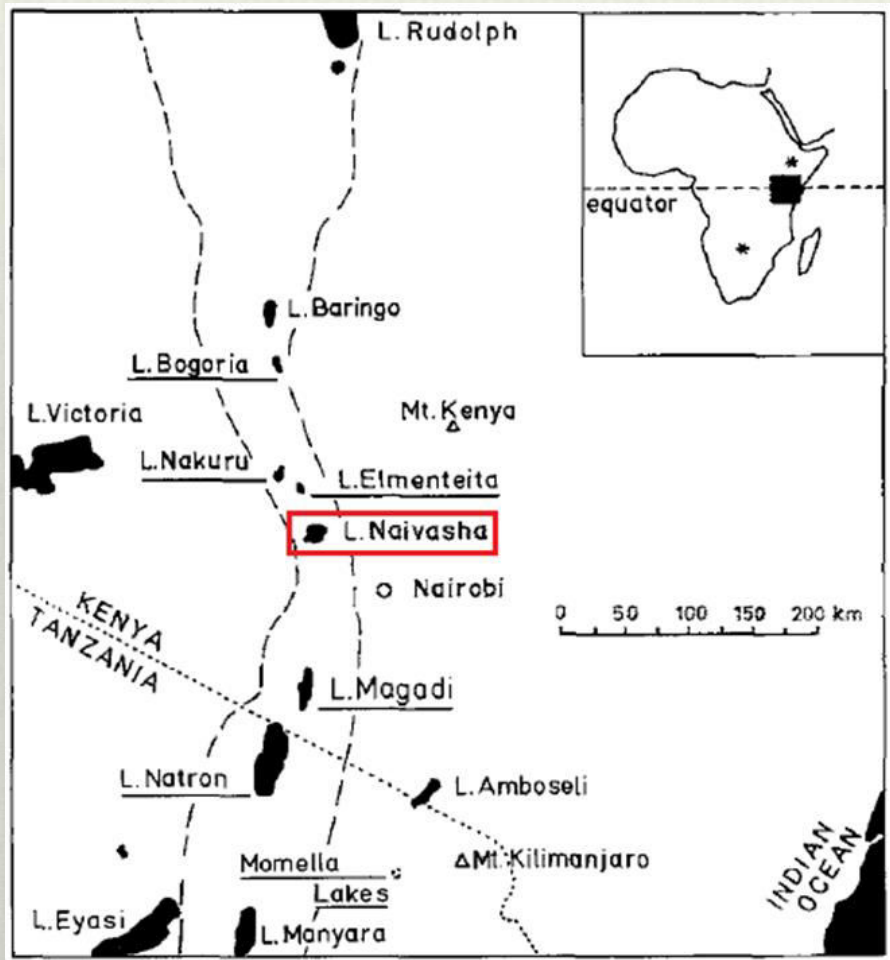 L. Rudolph
equator
L. Baringo
L. Bogoria
L. Victoria
Mt. Kenya
L. Nakuru
L. Elmenteita
L. Naivasha
Nairobi
0 50 100 150 200 km
KENYA
TANZANIA
L. Magadi
L. Natron
L. Amboseli
Momella
Lakes
Mt. Kilimanjaro
INDIAN
OCEAN
L. Eyasi
L. Manyara